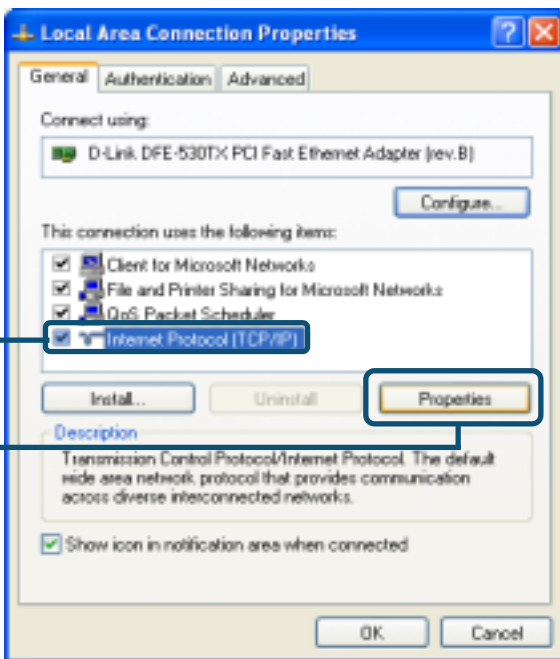 Local Area Connection Properties
General Authentication Advanced
Connect using:
D-Link DFE-530TX PCI Fast Ethernet Adapter (rev.B)
Configure...
This connection uses the following items:
Client for Microsoft Networks
File and Printer Sharing for Microsoft Networks
QoS Packet Scheduler
Internet Protocol (TCP/IP)
Install... Uninstall Properties
Description
Transmission Control Protocol/Internet Protocol. The default
wide area network protocol that provides communication
across diverse interconnected networks.
Show icon in notification area when connected
OK Cancel